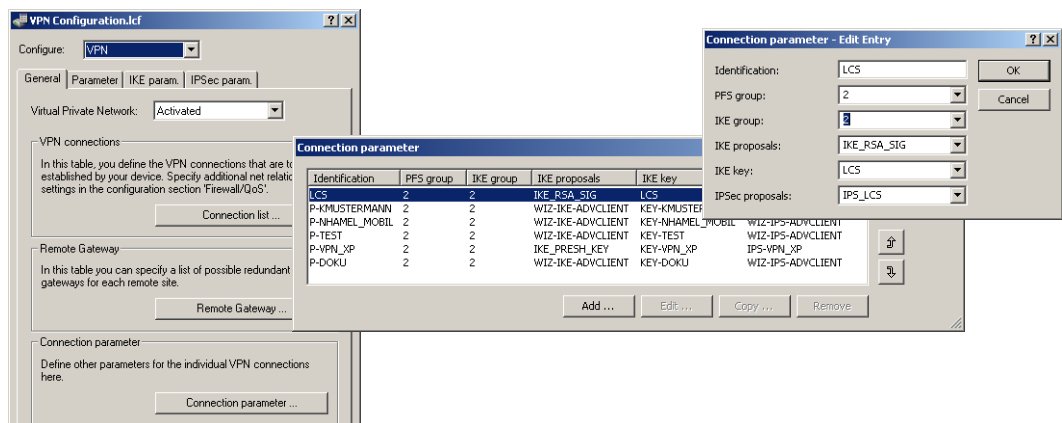 VPN Configuration.lcf
Configure: VPN
General Parameter IKE param. IPSec param.
Virtual Private Network: Activated
VPN connections
In this table, you define the VPN connections that are to
established by your device. Specify additional net relatic
settings in the configuration section 'Firewall/QoS'.
Connection list ...
Remote Gateway
In this table you can specify a list of possible redundant
gateways for each remote site.
Remote Gateway ...
Connection parameter
Define other parameters for the individual VPN connections
here.
Connection parameter ...
Connection parameter
Identification PFS group IKE group IKE proposals IKE key
LCS 2 2 IKE_RSA_SIG LCS
P-KMUSTERMANN 2 2 WIZ-IKE-ADVCLIENT KEY-KMUSTER
P-NHAMEL_MOBIL 2 2 WIZ-IKE-ADVCLIENT KEY-NHAMEL_MOBIL WIZ-IPS-ADVCLIENT
P-TEST 2 2 WIZ-IKE-ADVCLIENT KEY-TEST WIZ-IPS-ADVCLIENT
P-VPN_XP 2 2 IKE_PRESH_KEY KEY-VPN_XP IPS-VPN_XP
P-DOKU 2 2 WIZ-IKE-ADVCLIENT KEY-DOKU WIZ-IPS-ADVCLIENT
Add ... Edit ... Copy ... Remove
Connection parameter - Edit Entry
Identification: LCS OK
PFS group: 2 Cancel
IKE group: 2
IKE proposals: IKE_RSA_SIG
IKE key: LCS
IPSec proposals: IPS_LCS